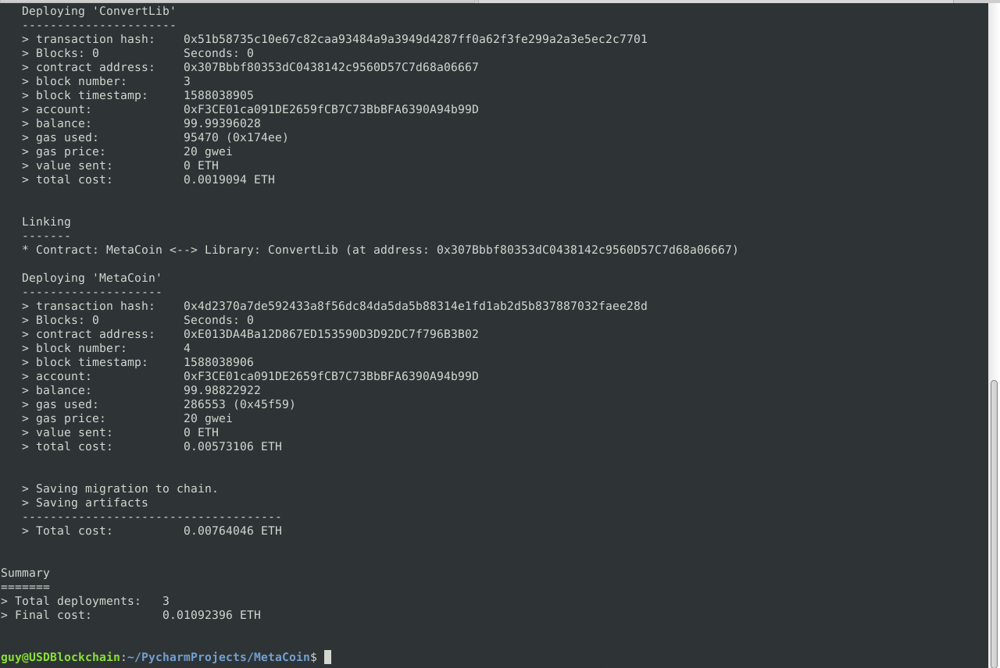 Deploying 'ConvertLib'
----------------------
> transaction hash:    0x51b58735c10e67c82caa93484a9a3949d4287ff0a62f3fe299a2a3e5ec2c7701
> Blocks: 0            Seconds: 0
> contract address:    0x307Bbbf80353dC0438142c9560D57C7d68a06667
> block number:        3
> block timestamp:     1588038905
> account:             0xF3CE01ca091DE2659fCB7C73BbBFA6390A94b99D
> balance:             99.99396028
> gas used:            95470 (0x174ee)
> gas price:           20 gwei
> value sent:          0 ETH
> total cost:          0.0019094 ETH
Linking
-------
* Contract: MetaCoin <--> Library: ConvertLib (at address: 0x307Bbbf80353dC0438142c9560D57C7d68a06667)
Deploying 'MetaCoin'
--------------------
> transaction hash:    0x4d2370a7de592433a8f56dc84da5da5b88314e1fd1ab2d5b837887032faee28d
> Blocks: 0            Seconds: 0
> contract address:    0xE013DA4Ba12D867ED153590D3D92DC7f796B3B02
> block number:        4
> block timestamp:     1588038906
> account:             0xF3CE01ca091DE2659fCB7C73BbBFA6390A94b99D
> balance:             99.98822922
> gas used:            286553 (0x45f59)
> gas price:           20 gwei
> value sent:          0 ETH
> total cost:          0.00573106 ETH
> Saving migration to chain.
> Saving artifacts
-------------------------------------
> Total cost:          0.00764046 ETH
Summary
=======
> Total deployments:   3
> Final cost:          0.01092396 ETH
guy@USDBlockchain:~/PycharmProjects/MetaCoin$